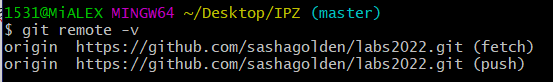 1531@MiALEX MINGW64 ~/Desktop/IPZ (master)
$ git remote -v
origin  https://github.com/sashagolden/labs2022.git (fetch)
origin  https://github.com/sashagolden/labs2022.git (push)